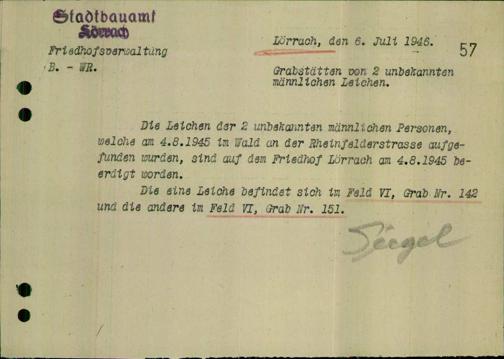 Stadtbauamt
Lörrach
Friedhofsverwaltung
B. - WR.
Lörrach, den 6. Juli 1946.
57
Grabstätten von 2 unbekannten
männlichen Leichen.
Die Leichen der 2 unbekannten männlichen Personen,
welche am 4.8.1945 im Wald an der Rheinfelderstrasse aufge-
funden wurden, sind auf dem Friedhof Lörrach am 4.8.1945 be-
erdigt worden.
Die eine Leiche befindet sich im Feld VI, Grab Nr. 142
und die andere im Feld VI, Grab Nr. 151.